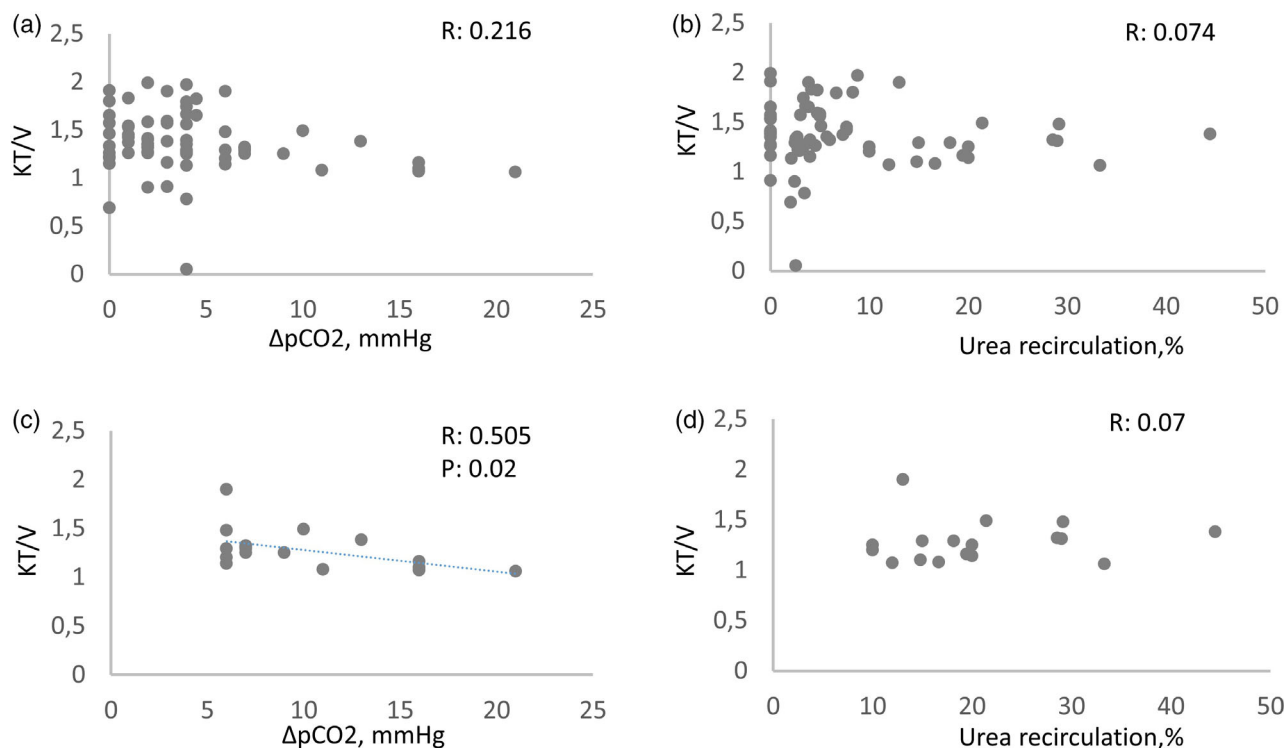 (a)
R: 0.216
2,5
2
1,5
1
0,5
0
KT/V
0 5 10 15 20 25
ΔpCO2, mmHg
(b)
R: 0.074
2,5
2
1,5
1
0,5
0
KT/V
0 10 20 30 40 50
Urea recirculation,%
(c)
R: 0.505
P: 0.02
2,5
2
1,5
1
0,5
0
KT/V
0 5 10 15 20 25
ΔpCO2, mmHg
(d)
R: 0.07
2,5
2
1,5
1
0,5
0
KT/V
0 10 20 30 40 50
Urea recirculation,%